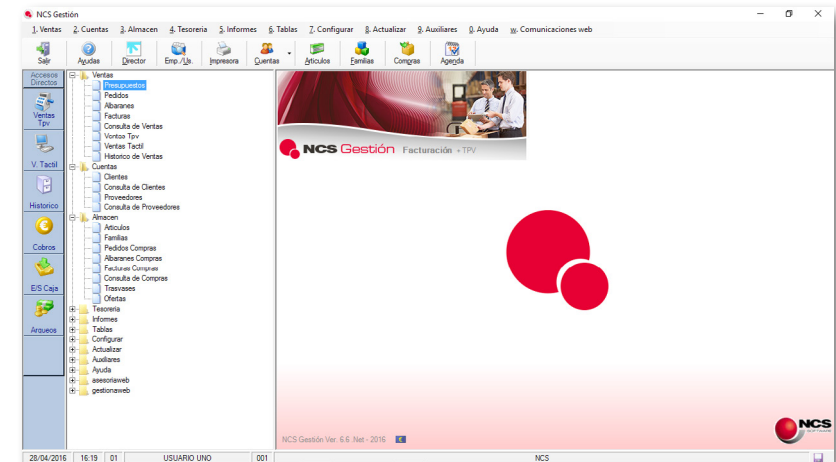 NCS Gestión
1. Ventas 2. Cuentas 3. Almacen 4. Tesoreria 5. Informes 6. Tablas 7. Configurar 8. Actualizar 9. Auxiliares 0. Ayuda w. Comunicaciones web
Salir Ayudas Director Emp./Us. Impresora Cuentas Articulos Familias Compras Agenda
Accesos
Directos
Ventas
Tpv
V. Tactil
Historico
Cobros
E/S Caja
Arqueos
Ventas
Presupuestos
Pedidos
Albaranes
Facturas
Consulta de Ventas
Ventas Tpv
Ventas Tactil
Historico de Ventas
Cuentas
Clientes
Consulta de Clientes
Proveedores
Consulta de Proveedores
Almacen
Articulos
Familias
Pedidos Compras
Albaranes Compras
Facturas Compras
Consulta de Compras
Trasvases
Ofertas
Tesoreria
Informes
Tablas
Configurar
Actualizar
Auxiliares
Ayuda
asesoriaweb
gestionaweb
NCS Gestión Facturación + TPV
NCS Gestión Ver. 6.6 .Net - 2016
NCS
28/04/2016 16:19 01 USUARIO UNO 001 NCS